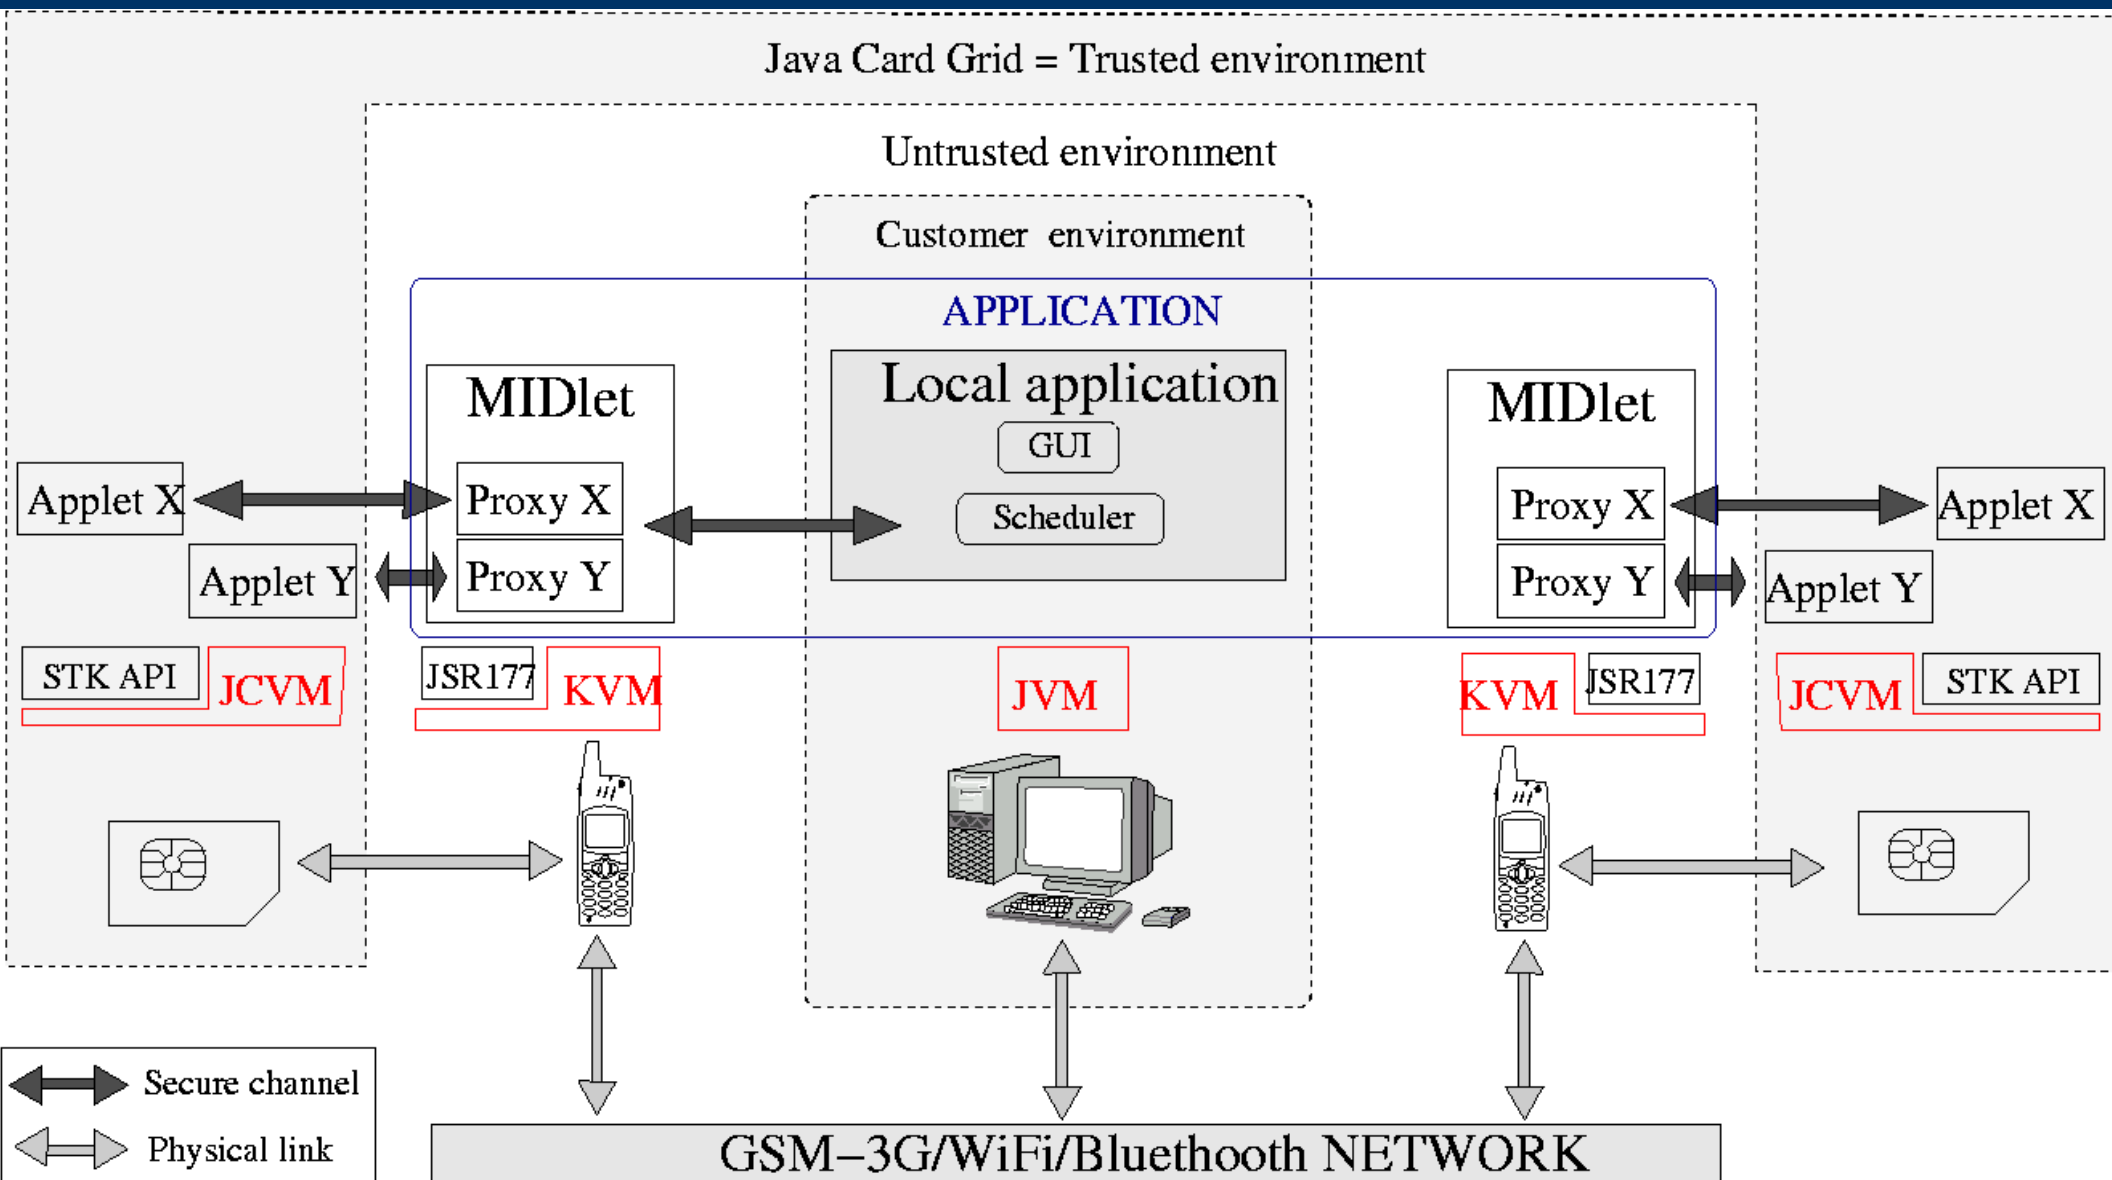 Java Card Grid = Trusted environment
Untrusted environment
Customer environment
APPLICATION
MIDlet
Local application
MIDlet
GUI
Applet X
Proxy X
Scheduler
Proxy X
Applet X
Applet Y
Proxy Y
Proxy Y
Applet Y
STK API
JCVM
JSR177
KVM
JVM
KVM
JSR177
JCVM
STK API
Secure channel
Physical link
GSM–3G/WiFi/Bluethooth NETWORK